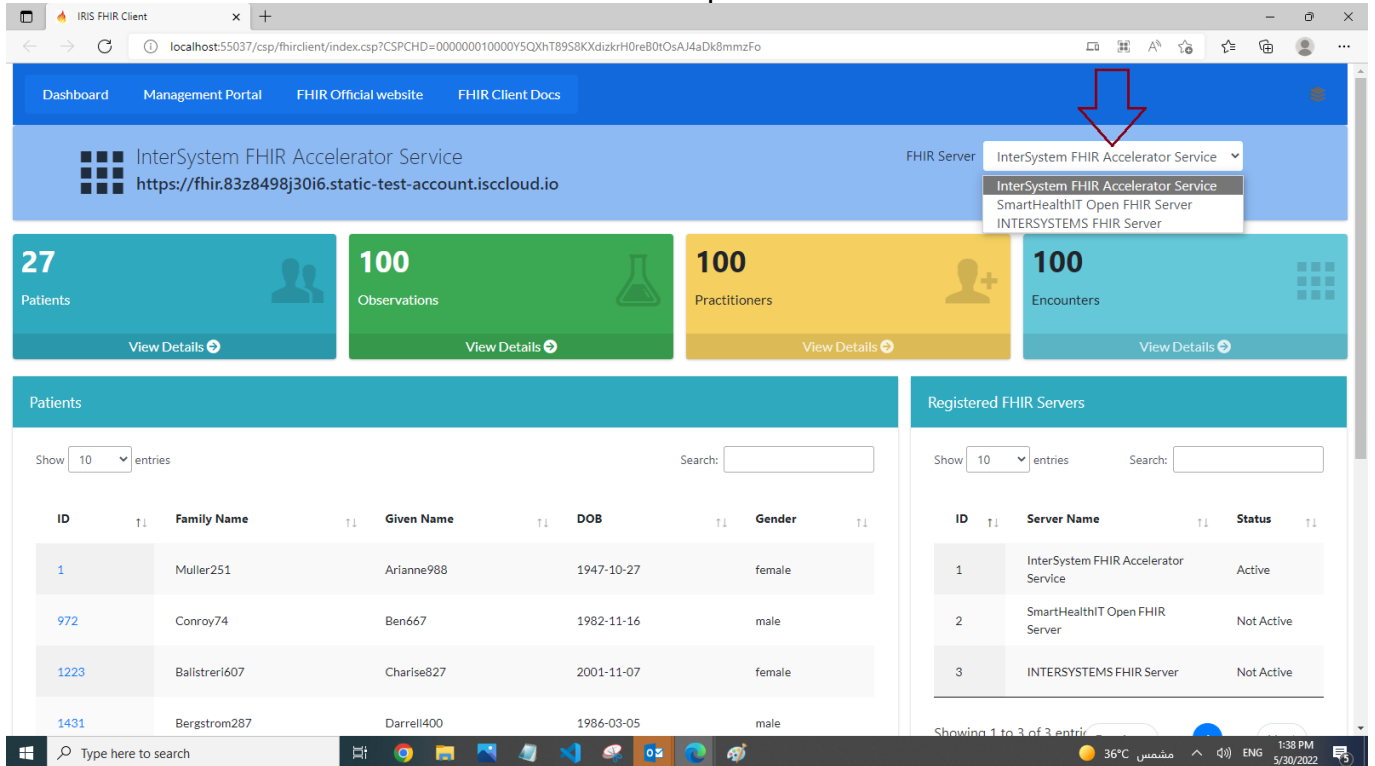 IRIS FHIR Client
localhost:55037/csp/fhirclient/index.csp?CSPCHD=000000010000Y5QXhT89S8KXdizkrH0reB0tOsAJ4aDk8mmzFo
Dashboard Management Portal FHIR Official website FHIR Client Docs
InterSystem FHIR Accelerator Service
https://fhir.83z8498j30i6.static-test-account.isccloud.io
FHIR Server InterSystem FHIR Accelerator Service
InterSystem FHIR Accelerator Service
SmartHealthIT Open FHIR Server
INTERSYSTEMS FHIR Server
27
Patients
View Details
100
Observations
View Details
100
Practitioners
View Details
100
Encounters
View Details
Patients
Show 10 entries Search:
ID Family Name Given Name DOB Gender
1 Muller251 Arianne988 1947-10-27 female
972 Conroy74 Ben667 1982-11-16 male
1223 Balistreri607 Charise827 2001-11-07 female
1431 Bergstrom287 Darrell400 1986-03-05 male
Registered FHIR Servers
Show 10 entries Search:
ID Server Name Status
1 InterSystem FHIR Accelerator Service Active
2 SmartHealthIT Open FHIR Server Not Active
3 INTERSYSTEMS FHIR Server Not Active
Showing 1 to 3 of 3
Type here to search
36°C مشمس ENG 1:38 PM
5/30/2022
5